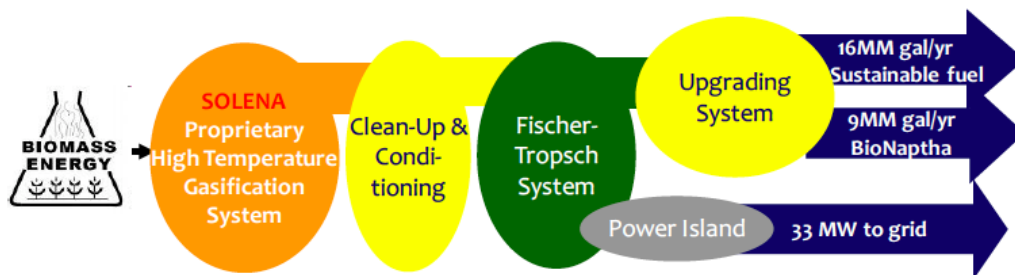 BIOMASS
ENERGY
SOLENA
Proprietary
High Temperature
Gasification
System
Clean-Up &
Condi-
tioning
Fischer-
Tropsch
System
Upgrading
System
16MM gal/yr
Sustainable fuel
9MM gal/yr
BioNaptha
Power Island
33 MW to grid